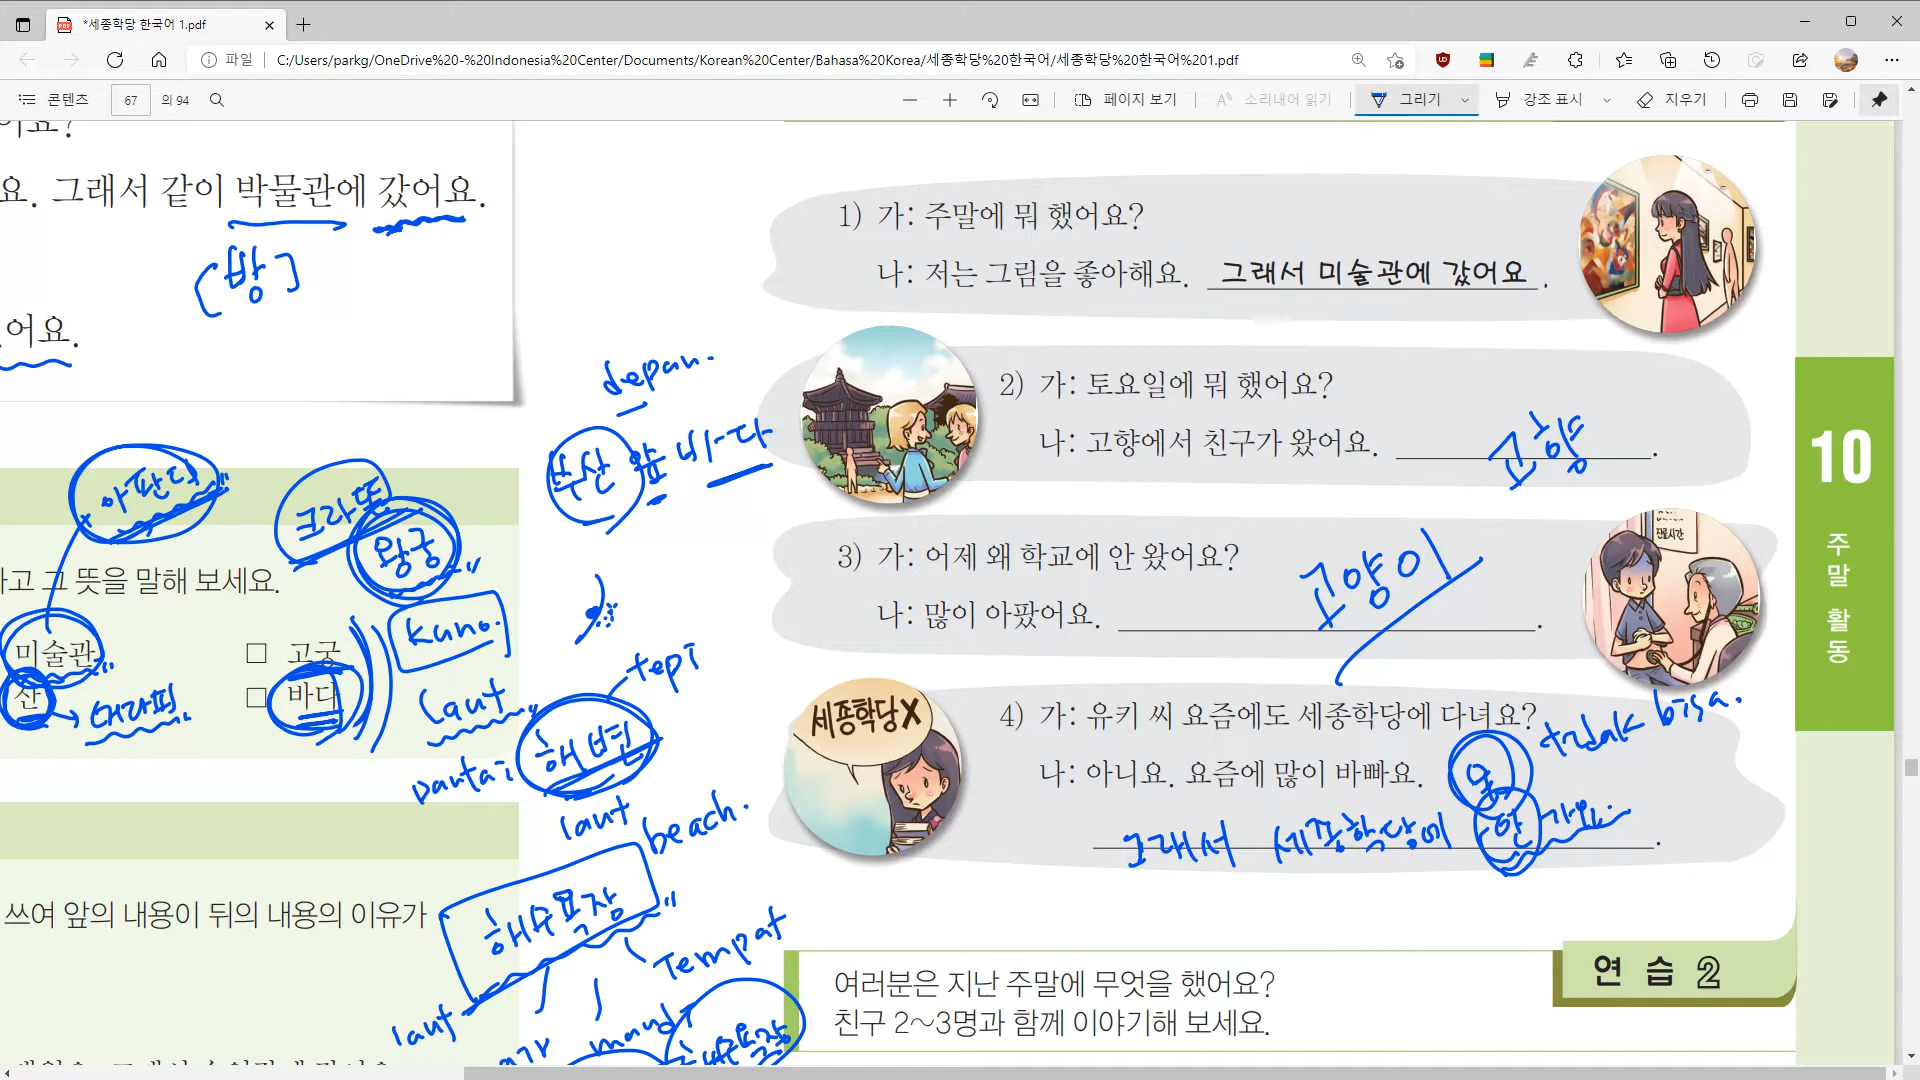 *세종학당 한국어 1.pdf
파일
C:/Users/parkg/OneDrive%20-%20Indonesia%20Center/Documents/Korean%20Center/Bahasa%20Korea/세종학당%20한국어/세종학당%20한국어%201.pdf
콘텐츠
67
의 94
페이지 보기
소리내어 읽기
그리기
강조 표시
지우기
요. 그래서 같이 박물관에 갔어요.
[빵]
어요.
크라똔
왕궁
하고 그 뜻을 말해 보세요.
미술관
고궁
kuno.
산
바다
laut
쓰여 앞의 내용이 뒤의 내용의 이유가
depan.
부산 앞 바다
tepi
pantai
해변
laut
beach.
해수욕장
Tempat
laut
mandi
1) 가: 주말에 뭐 했어요?
나: 저는 그림을 좋아해요. 그래서 미술관에 갔어요.
2) 가: 토요일에 뭐 했어요?
나: 고향에서 친구가 왔어요.
고향
3) 가: 어제 왜 학교에 안 왔어요?
고양이
나: 많이 아팠어요.
진료시간
세종학당X
4) 가: 유키 씨 요즘에도 세종학당에 다녀요?
tidak bisa.
나: 아니요. 요즘에 많이 바빠요.
못
그래서 세종학당에 안 가요.
연습 2
여러분은 지난 주말에 무엇을 했어요?
친구 2~3명과 함께 이야기해 보세요.
10
주말 활동